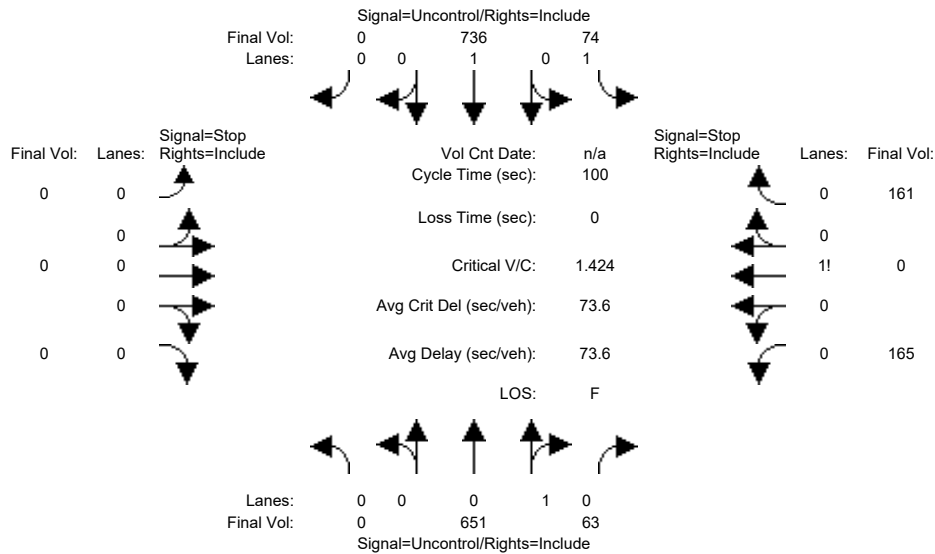 Signal=Uncontrol/Rights=Include
Final Vol: 0 736 74
Lanes: 0 0 1 0 1
Signal=Stop
Final Vol: Lanes: Rights=Include
Vol Cnt Date: n/a
Signal=Stop
Rights=Include Lanes: Final Vol:
Cycle Time (sec): 100
0 0
0 161
Loss Time (sec): 0
0
0
0 0
Critical V/C: 1.424
1! 0
0
Avg Crit Del (sec/veh): 73.6
0
0 0
Avg Delay (sec/veh): 73.6
0 165
LOS: F
Lanes: 0 0 0 1 0
Final Vol: 0 651 63
Signal=Uncontrol/Rights=Include